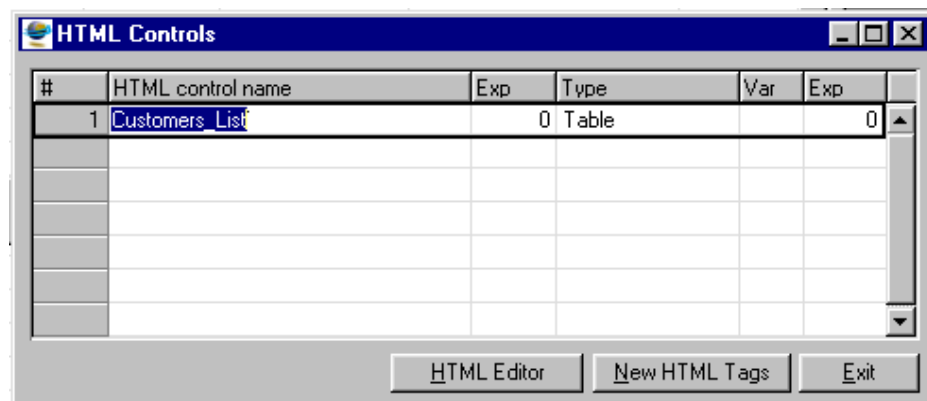 HTML Controls
# HTML control name Exp Type Var Exp
1 Customers_List 0 Table 0
HTML Editor New HTML Tags Exit